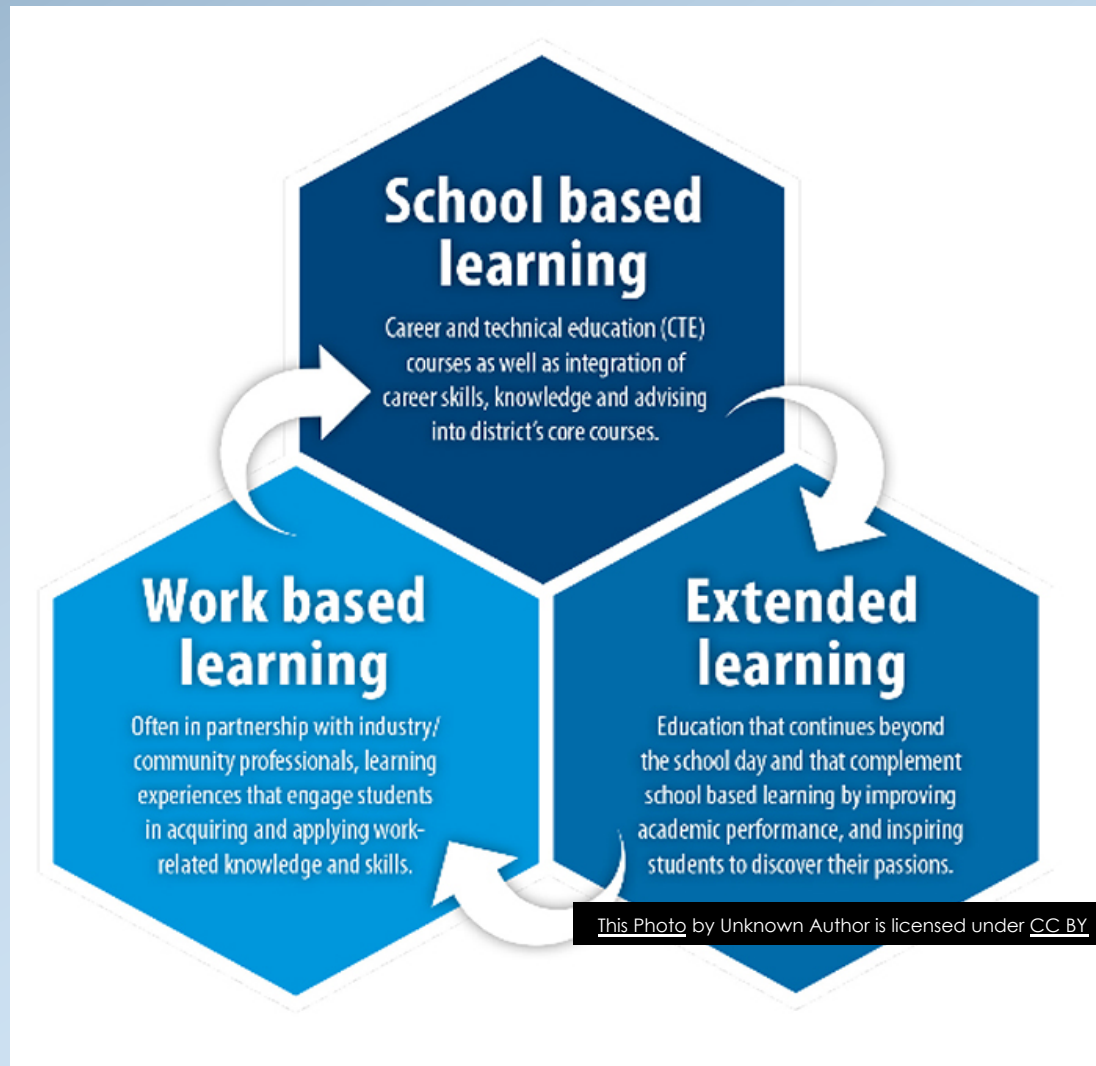 School based
learning
Career and technical education (CTE)
courses as well as integration of
career skills, knowledge and advising
into district's core courses.
Work based
learning
Often in partnership with industry/
community professionals, learning
experiences that engage students
in acquiring and applying work-
related knowledge and skills.
Extended
learning
Education that continues beyond
the school day and that complement
school based learning by improving
academic performance, and inspiring
students to discover their passions.
This Photo by Unknown Author is licensed under CC BY